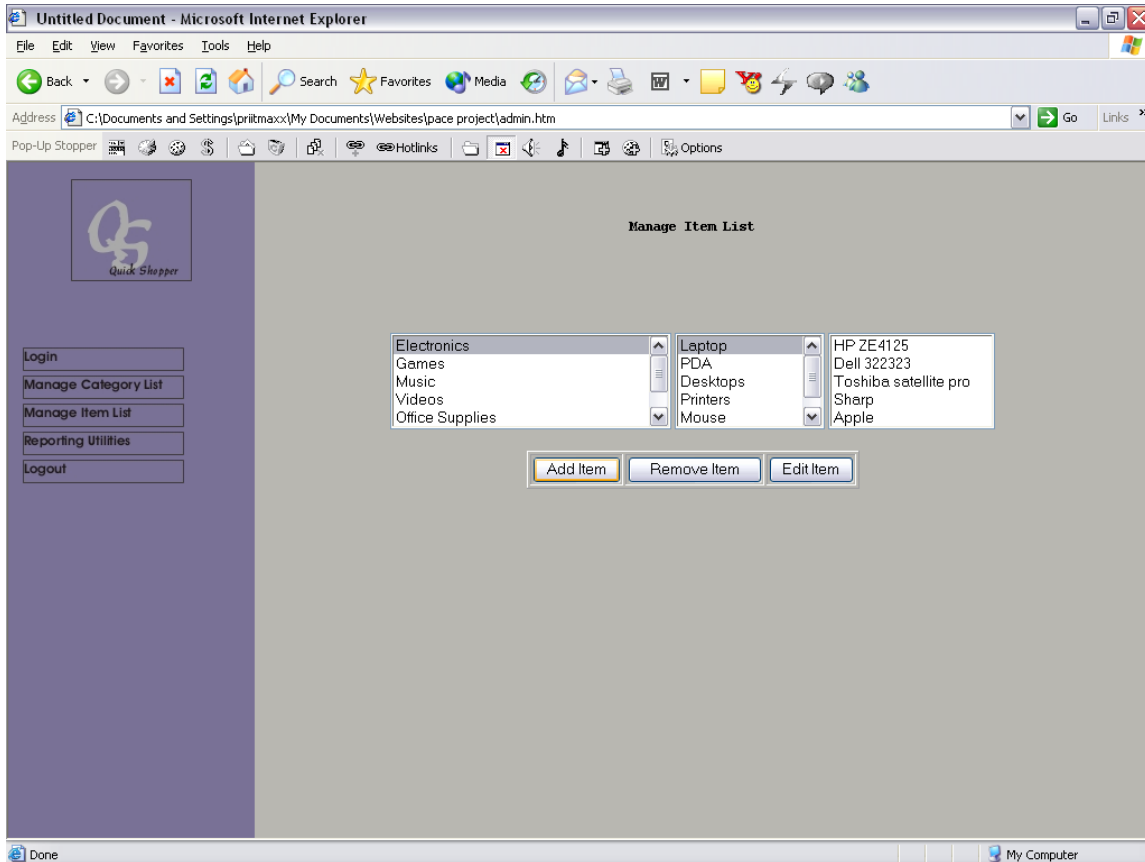 Untitled Document - Microsoft Internet Explorer
File Edit View Favorites Tools Help
Back Search Favorites Media
Address C:\Documents and Settings\priitmaxx\My Documents\Websites\pace project\admin.htm Go Links »
Pop-Up Stopper Hotlinks Options
QS
Quick Shopper
Login
Manage Category List
Manage Item List
Reporting Utilities
Logout
Manage Item List
Electronics
Games
Music
Videos
Office Supplies
Laptop
PDA
Desktops
Printers
Mouse
HP ZE4125
Dell 322323
Toshiba satellite pro
Sharp
Apple
Add Item Remove Item Edit Item
Done My Computer